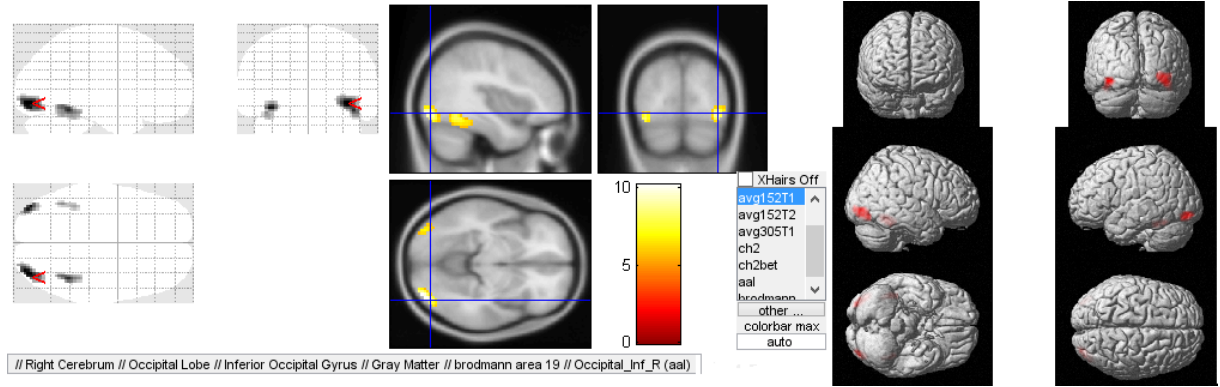 XHairs Off
avg152T1
avg152T2
avg305T1
ch2
ch2bet
aal
brodmann
other ...
colorbar max
auto
10
5
0
// Right Cerebrum // Occipital Lobe // Inferior Occipital Gyrus // Gray Matter // brodmann area 19 // Occipital_Inf_R (aal)